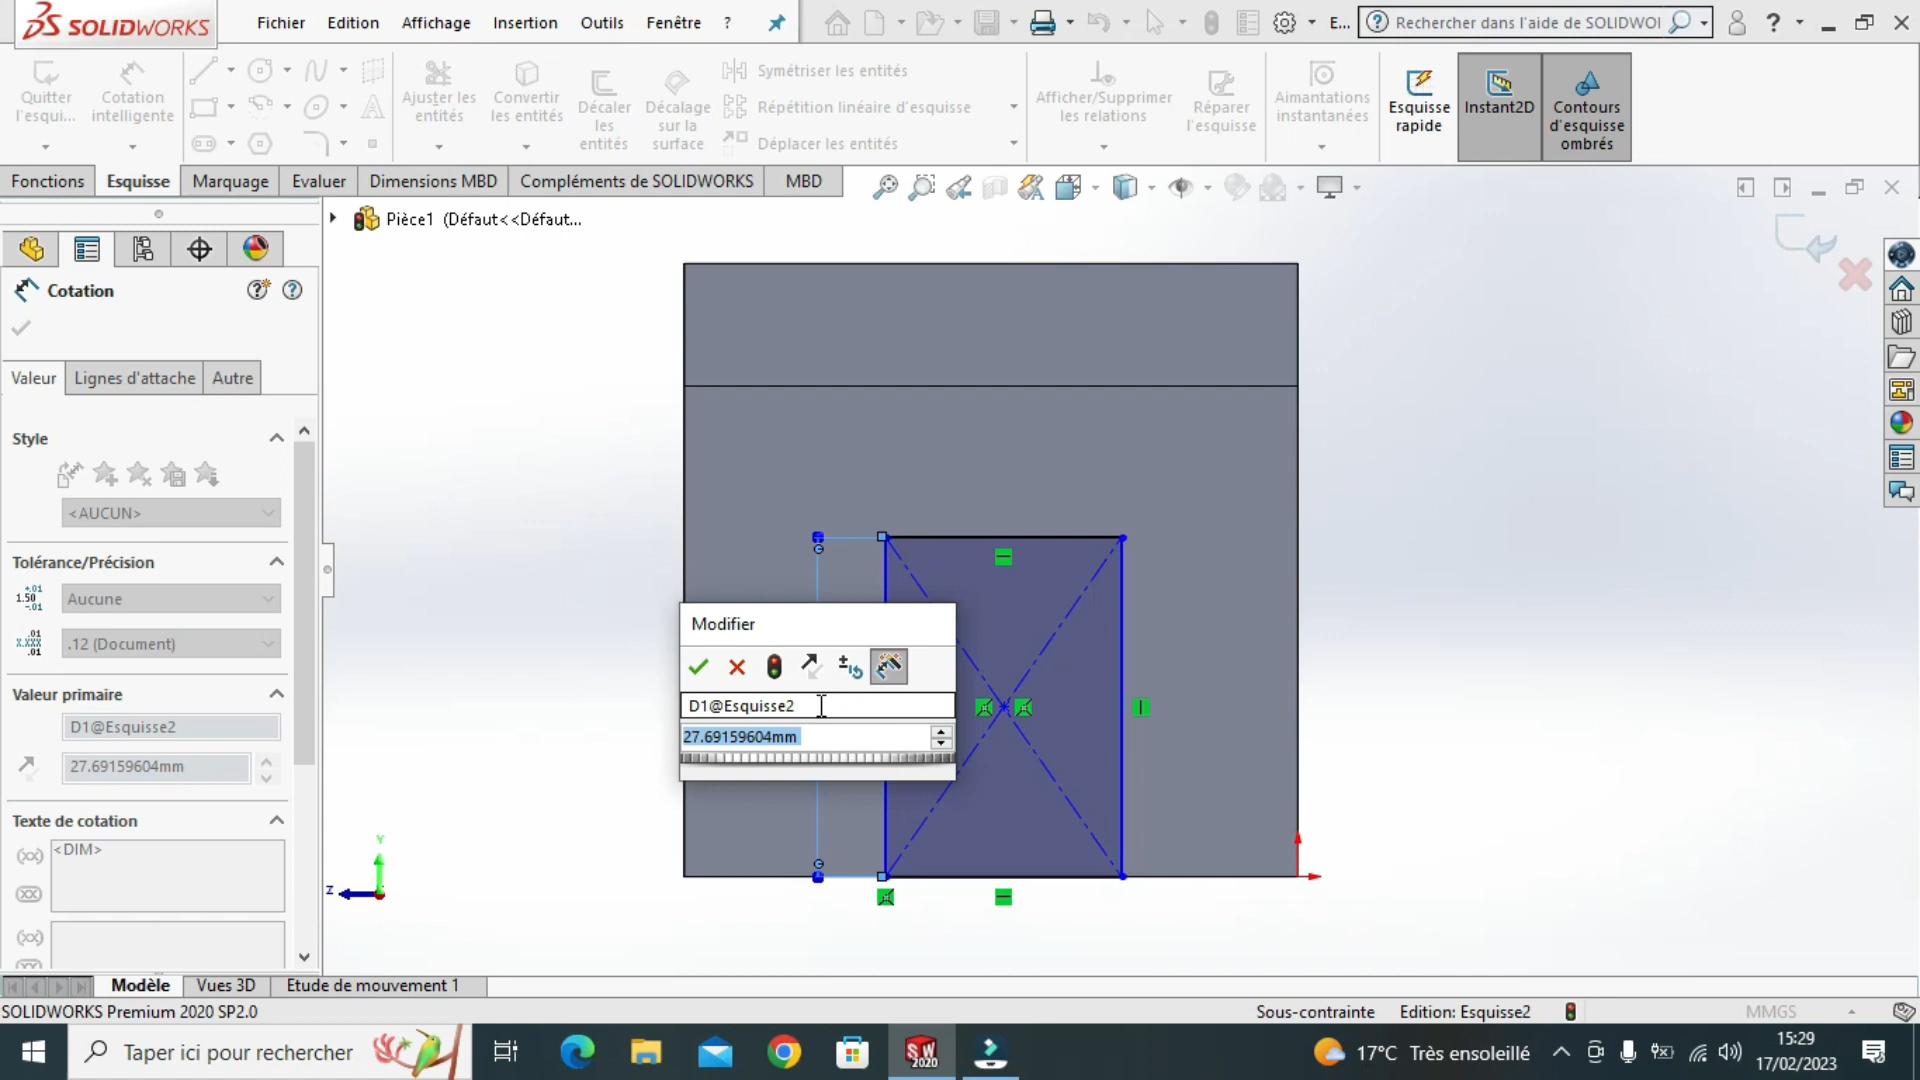 SOLIDWORKS
Fichier Edition Affichage Insertion Outils Fenêtre ?
E...
Rechercher dans l'aide de SOLIDWOI
Quitter l'esqui...
Cotation intelligente
Ajuster les entités
Convertir les entités
Décaler les entités
Décalage sur la surface
Symétriser les entités
Répétition linéaire d'esquisse
Déplacer les entités
Afficher/Supprimer les relations
Réparer l'esquisse
Aimantations instantanées
Esquisse rapide
Instant2D
Contours d'esquisse ombrés
Fonctions Esquisse Marquage Evaluer Dimensions MBD Compléments de SOLIDWORKS MBD
Pièce1 (Défaut<<Défaut...
Cotation
Valeur Lignes d'attache Autre
Style
<AUCUN>
Tolérance/Précision
Aucune
.12 (Document)
Valeur primaire
D1@Esquisse2
27.69159604mm
Texte de cotation
<DIM>
Modifier
D1@Esquisse2
27.69159604mm
Y
Z
Modèle Vues 3D Etude de mouvement 1
SOLIDWORKS Premium 2020 SP2.0
Sous-contrainte Edition: Esquisse2 MMGS
Taper ici pour rechercher
SW 2020
17°C Très ensoleillé
15:29
17/02/2023